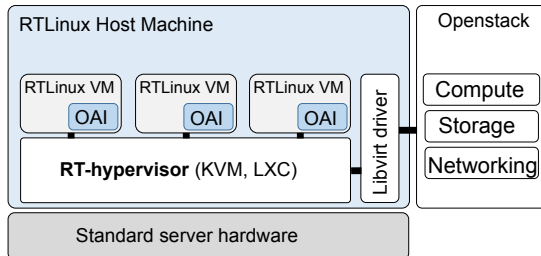 RTLinux Host Machine
Openstack
RTLinux VM
OAI
RTLinux VM
OAI
RTLinux VM
OAI
RT-hypervisor (KVM, LXC)
Libvirt driver
Compute
Storage
Networking
Standard server hardware